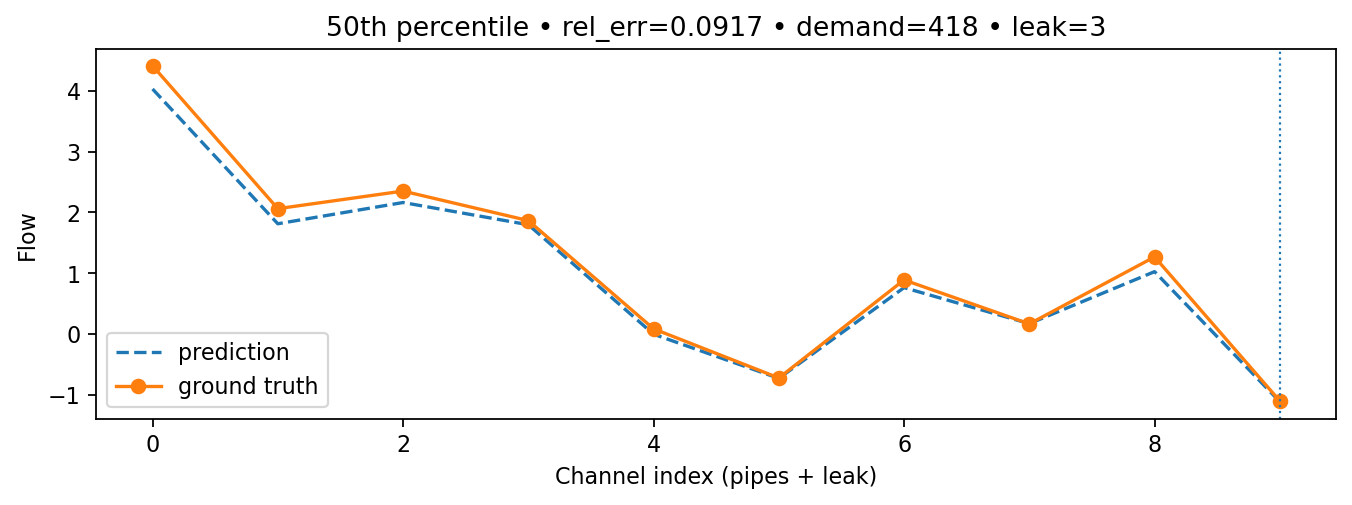 50th percentile • rel_err=0.0917 • demand=418 • leak=3
Flow
4
3
2
1
0
−1
prediction
ground truth
0 2 4 6 8
Channel index (pipes + leak)